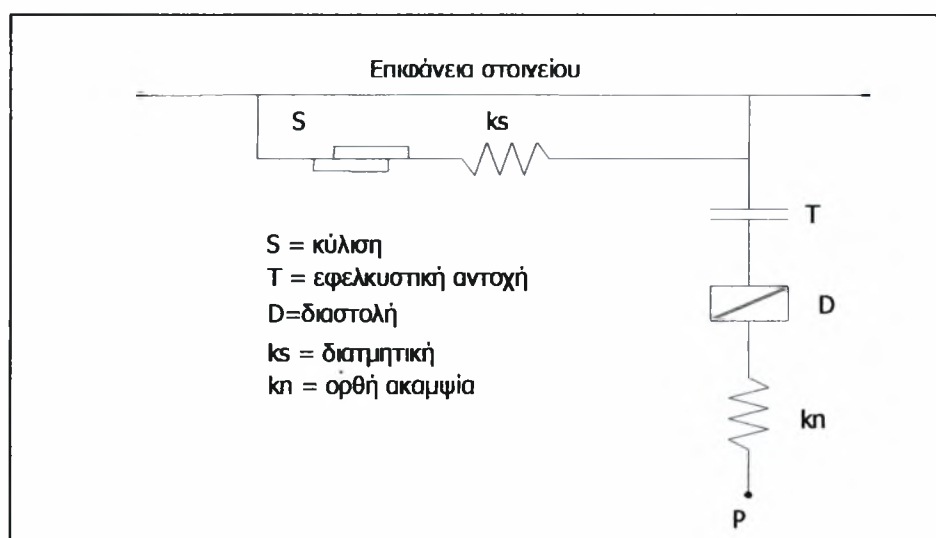 Επιφάνεια στοιχείου
S
ks
T
S = κύλιση
T = εφελκυστική αντοχή
D=διαστολή
D
ks = διατμητική
kn = ορθή ακαμψία
kn
P